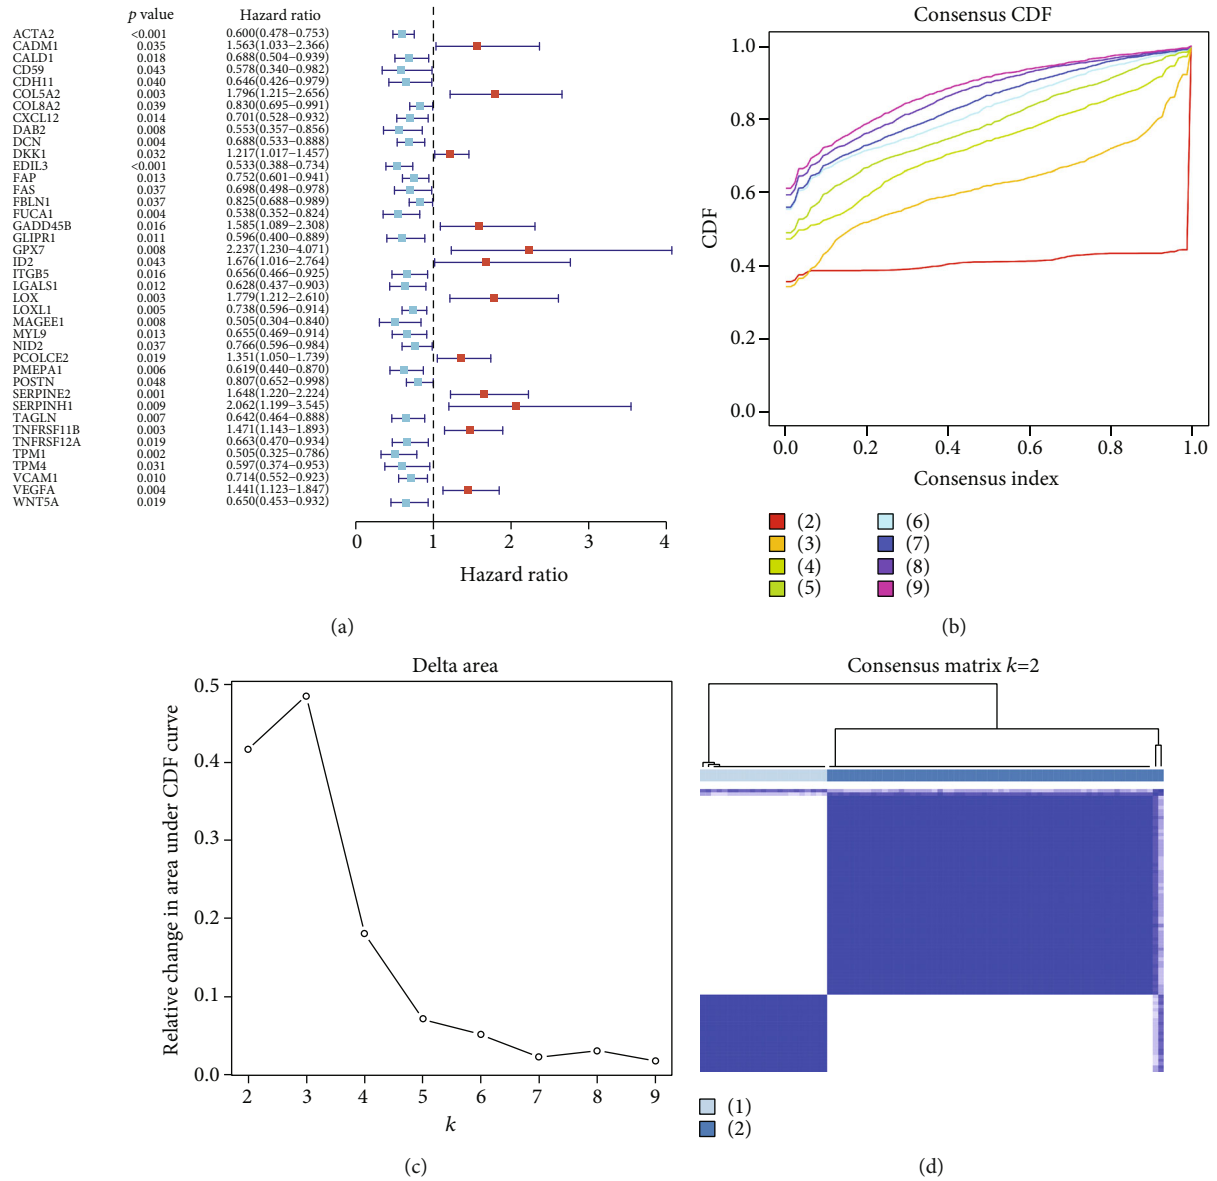 p value Hazard ratio
ACTA2 <0.001 0.600(0.478–0.753)
CADM1 0.035 1.563(1.033–2.366)
CALD1 0.018 0.688(0.504–0.939)
CD59 0.043 0.578(0.340–0.982)
CDH11 0.040 0.646(0.426–0.979)
COL5A2 0.003 1.796(1.215–2.656)
COL8A2 0.039 0.830(0.695–0.991)
CXCL12 0.014 0.701(0.528–0.932)
DAB2 0.008 0.553(0.357–0.856)
DCN 0.004 0.688(0.533–0.888)
DKK1 0.032 1.217(1.017–1.457)
EDIL3 <0.001 0.533(0.388–0.734)
FAP 0.013 0.752(0.601–0.941)
FAS 0.037 0.698(0.498–0.978)
FBLN1 0.037 0.825(0.688–0.989)
FUCA1 0.004 0.538(0.352–0.824)
GADD45B 0.016 1.585(1.089–2.308)
GLIPR1 0.011 0.596(0.400–0.889)
GPX7 0.008 2.237(1.230–4.071)
ID2 0.043 1.676(1.016–2.764)
ITGB5 0.016 0.656(0.466–0.925)
LGALS1 0.012 0.628(0.437–0.903)
LOX 0.003 1.779(1.212–2.610)
LOXL1 0.005 0.738(0.596–0.914)
MAGEE1 0.008 0.505(0.304–0.840)
MYL9 0.013 0.655(0.469–0.914)
NID2 0.037 0.766(0.596–0.984)
PCOLCE2 0.019 1.351(1.050–1.739)
PMEPA1 0.006 0.619(0.440–0.870)
POSTN 0.048 0.807(0.652–0.998)
SERPINE2 0.001 1.648(1.220–2.224)
SERPINH1 0.009 2.062(1.199–3.545)
TAGLN 0.007 0.642(0.464–0.888)
TNFRSF11B 0.003 1.471(1.143–1.893)
TNFRSF12A 0.019 0.663(0.470–0.934)
TPM1 0.002 0.505(0.325–0.786)
TPM4 0.031 0.597(0.374–0.953)
VCAM1 0.010 0.714(0.552–0.923)
VEGFA 0.004 1.441(1.123–1.847)
WNT5A 0.019 0.650(0.453–0.932)
0 1 2 3 4
Hazard ratio
(a)
Consensus CDF
1.0
0.8
0.6
0.4
0.2
0.0
CDF
0.0 0.2 0.4 0.6 0.8 1.0
Consensus index
(2) (6)
(3) (7)
(4) (8)
(5) (9)
(b)
Delta area
0.5
0.4
0.3
0.2
0.1
0.0
Relative change in area under CDF curve
2 3 4 5 6 7 8 9
k
(c)
Consensus matrix k=2
(1)
(2)
(d)